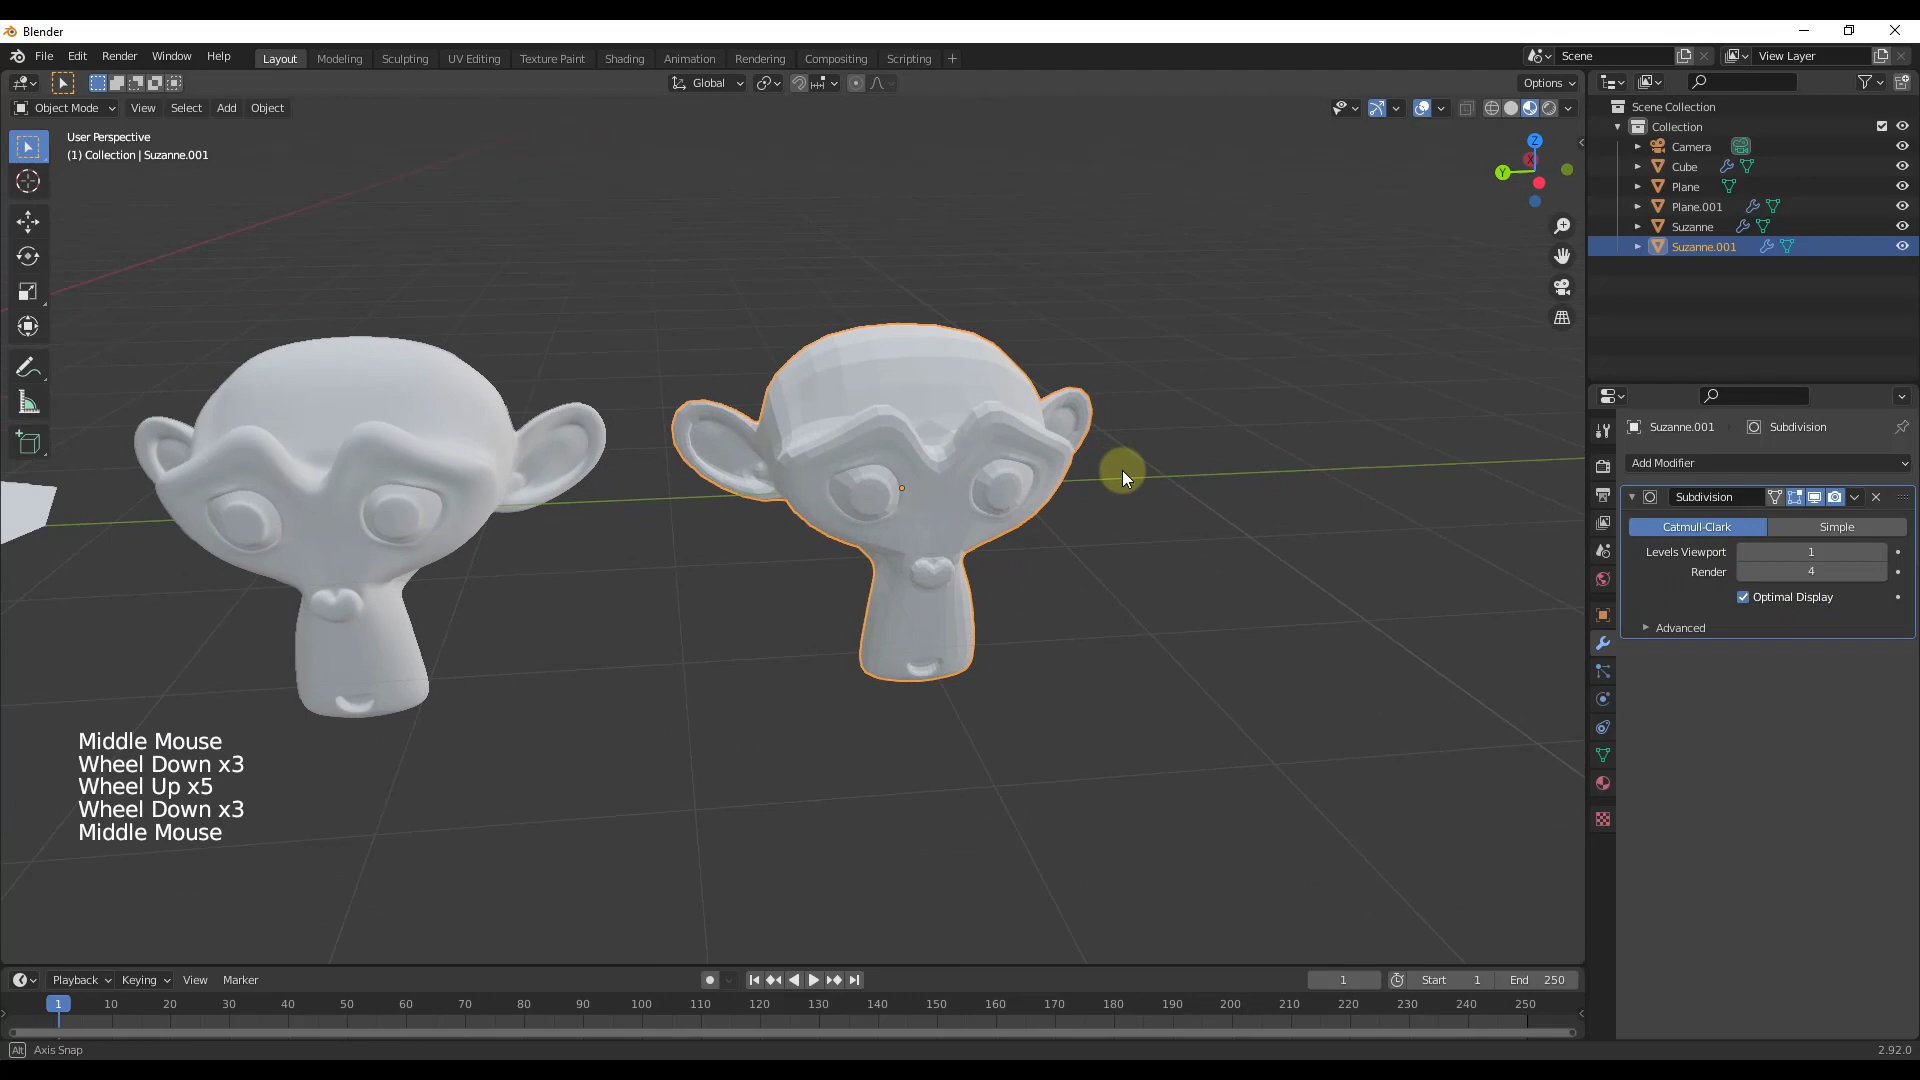 Blender
File Edit Render Window Help Layout Modeling Sculpting UV Editing Texture Paint Shading Animation Rendering Compositing Scripting + Scene View Layer
Global Options
Object Mode View Select Add Object
User Perspective
(1) Collection | Suzanne.001
Z
X
Y
Scene Collection
Collection
Camera
Cube
Plane
Plane.001
Suzanne
Suzanne.001
Suzanne.001 Subdivision
Add Modifier
Subdivision
Catmull-Clark Simple
Levels Viewport 1
Render 4
Optimal Display
Advanced
Middle Mouse
Wheel Down x3
Wheel Up x5
Wheel Down x3
Middle Mouse
Playback Keying View Marker 1 Start 1 End 250
1 10 20 30 40 50 60 70 80 90 100 110 120 130 140 150 160 170 180 190 200 210 220 230 240 250
Alt Axis Snap 2.92.0